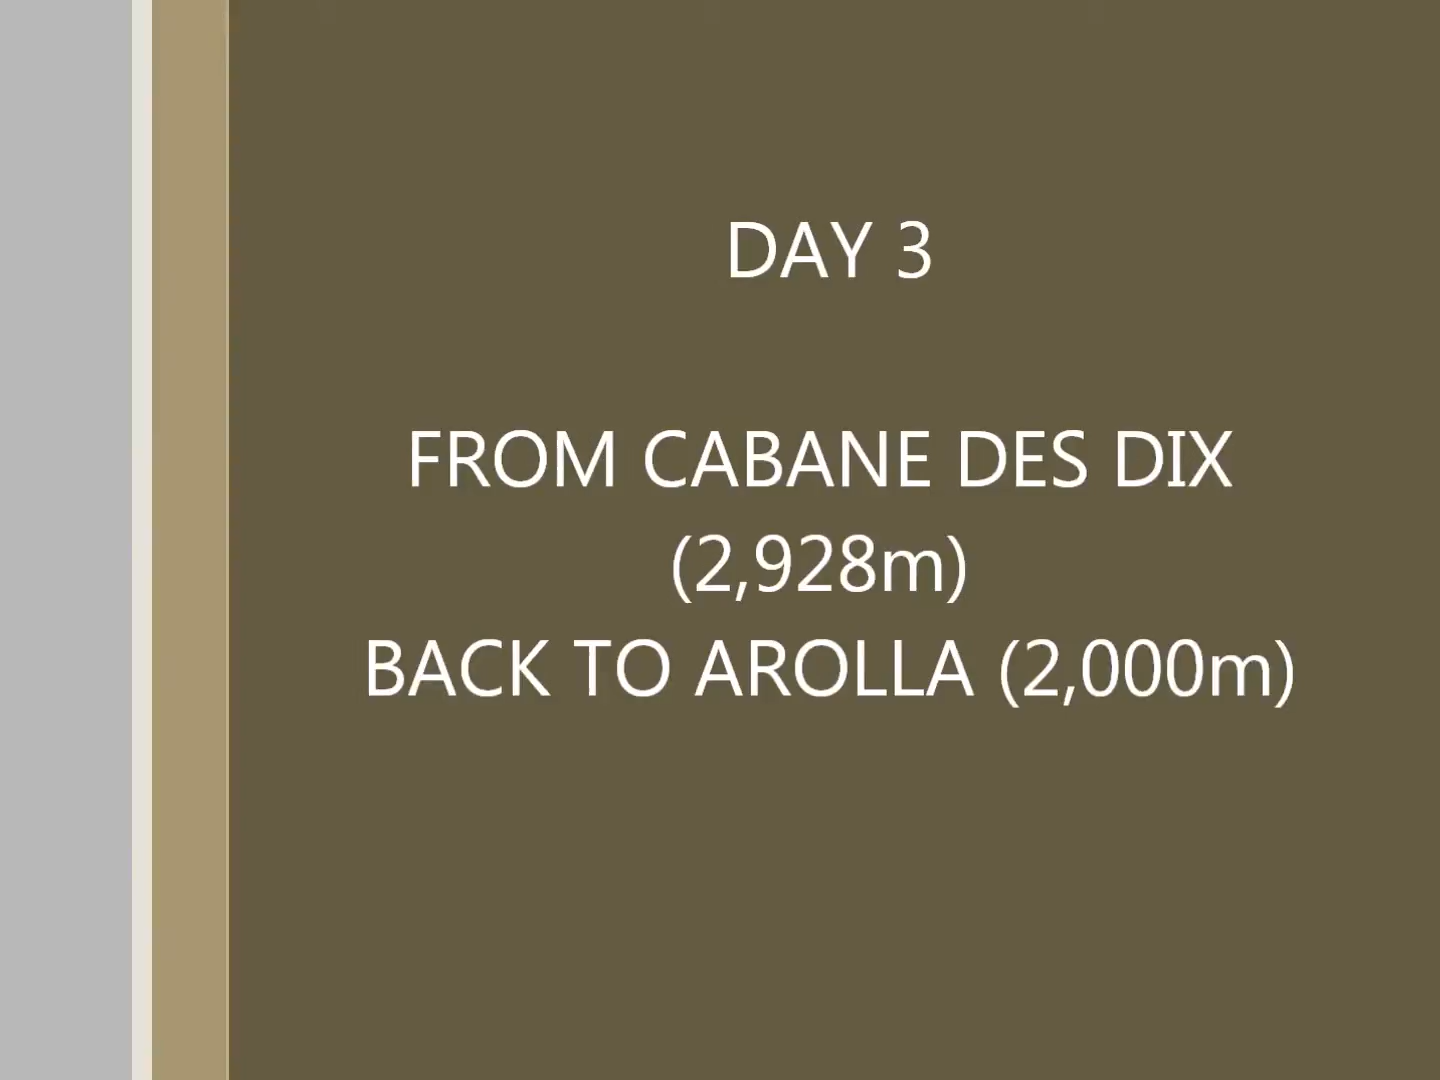 DAY 3
FROM CABANE DES DIX
(2,928m)
BACK TO AROLLA (2,000m)